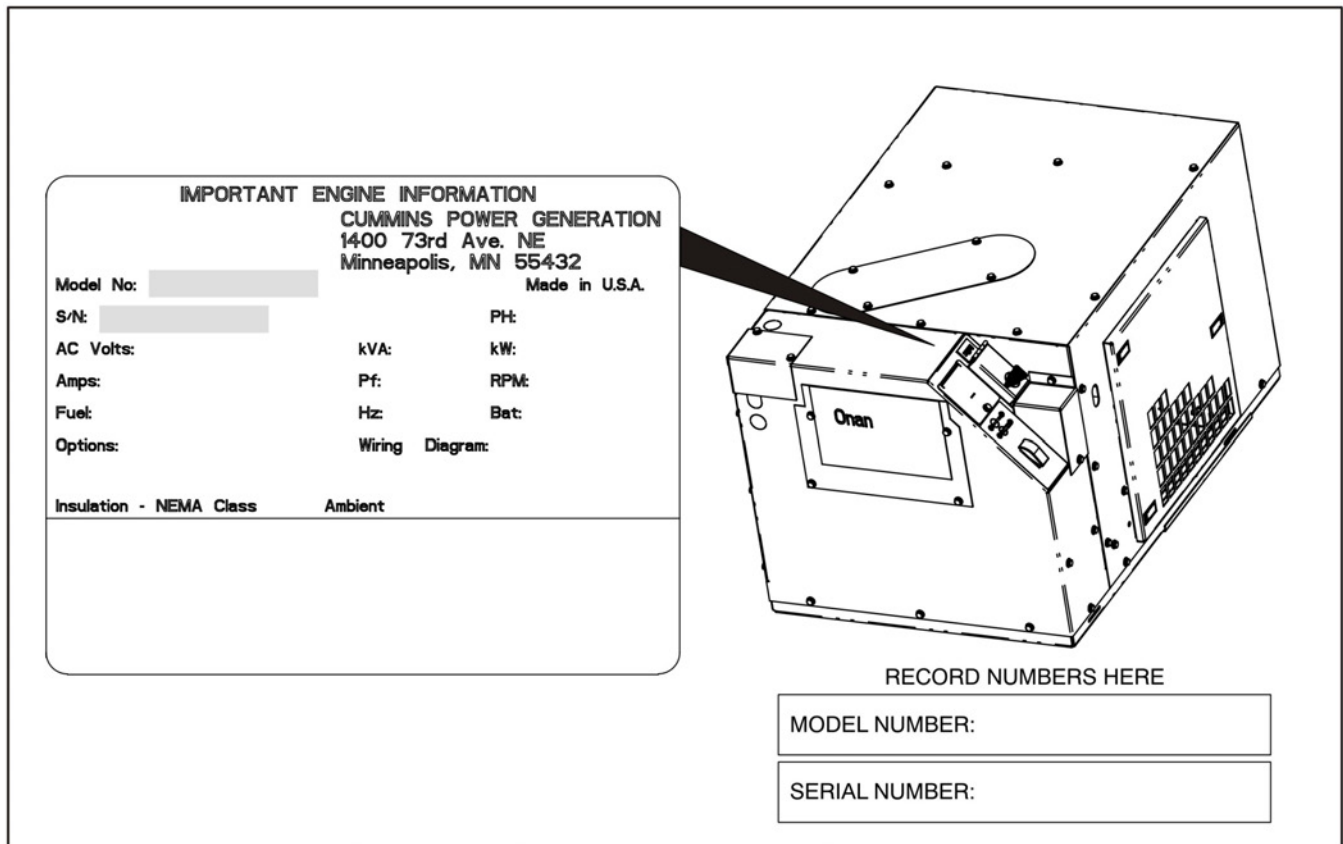 IMPORTANT ENGINE INFORMATION
CUMMINS POWER GENERATION
1400 73rd Ave. NE
Minneapolis, MN 55432
Model No: Made in U.S.A.
S/N: PH:
AC Volts: kVA: kW:
Amps: Pf: RPM:
Fuel: Hz: Bat:
Options: Wiring Diagram:
Insulation - NEMA Class Ambient
Onan
RECORD NUMBERS HERE
MODEL NUMBER:
SERIAL NUMBER: